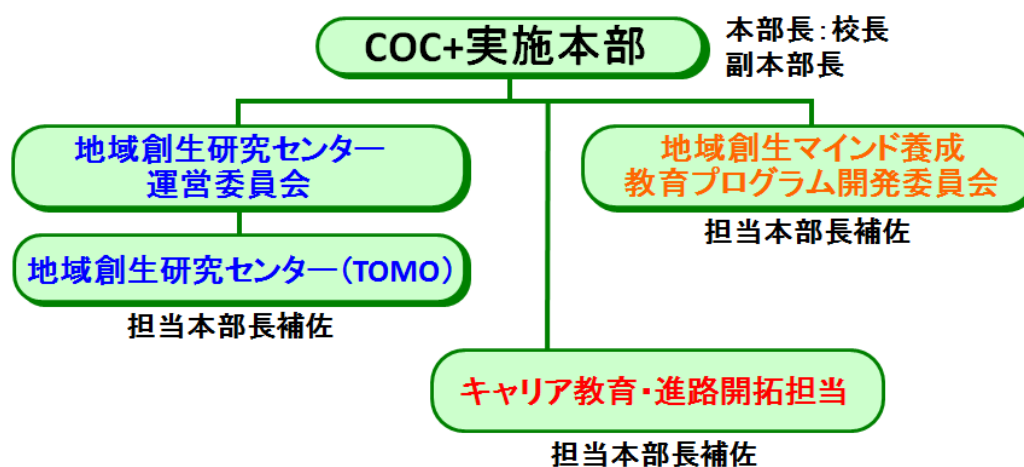 COC+実施本部
本部長：校長
副本部長
地域創生研究センター
運営委員会
地域創生マインド養成
教育プログラム開発委員会
担当本部長補佐
地域創生研究センター(TOMO)
担当本部長補佐
キャリア教育・進路開拓担当
担当本部長補佐